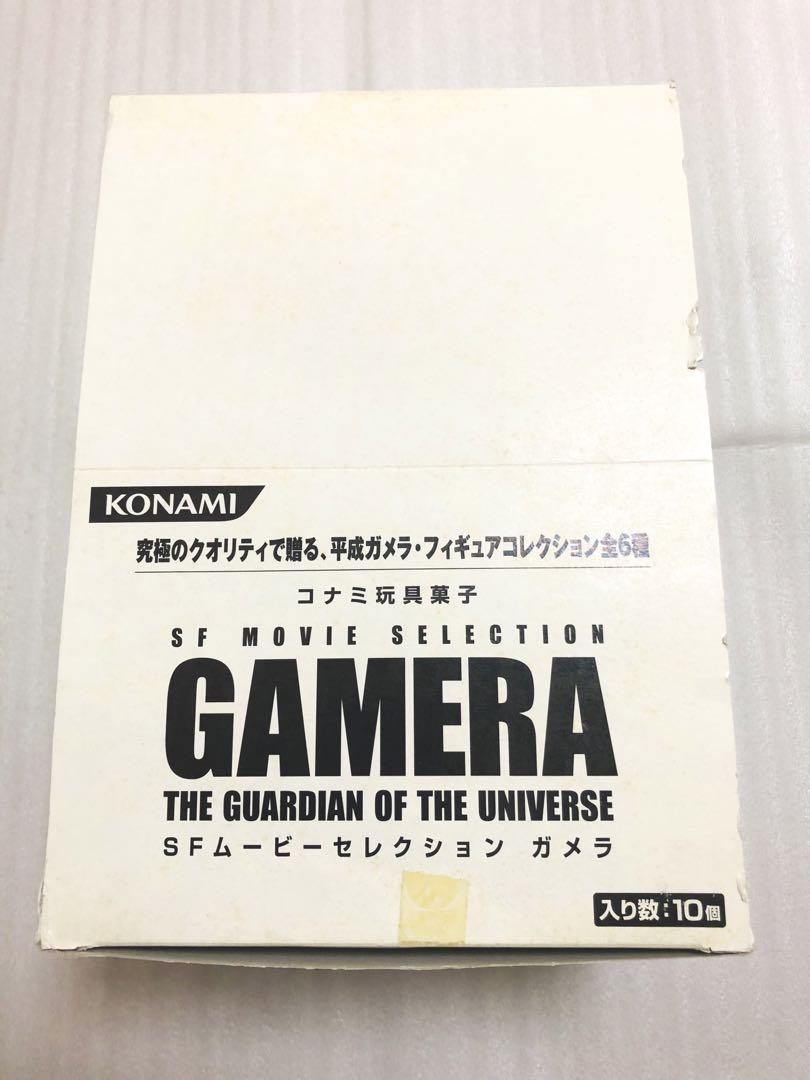 KONAMI
究極のクオリティで贈る、平成ガメラ・フィギュアコレクション全6種
コナミ玩具菓子
SF MOVIE SELECTION
GAMERA
THE GUARDIAN OF THE UNIVERSE
SFムービーセレクション ガメラ
入り数:10個